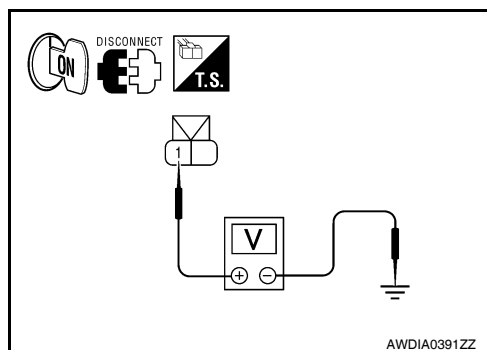 DISCONNECT
ON
T.S.
1
V
+ −
AWDIA0391ZZ